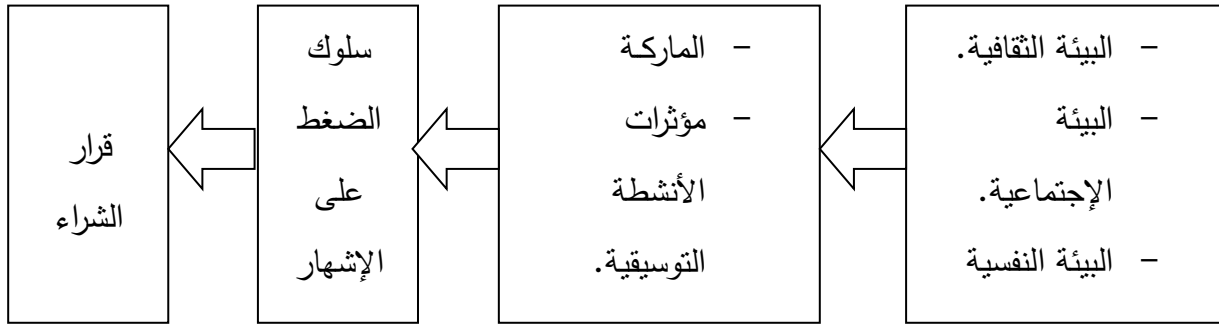 - البيئة الثقافية.
- البيئة
الإجتماعية.
- البيئة النفسية
- الماركة
- مؤثرات
الأنشطة
التوسيقية.
سلوك
الضغط
على
الإشهار
قرار
الشراء